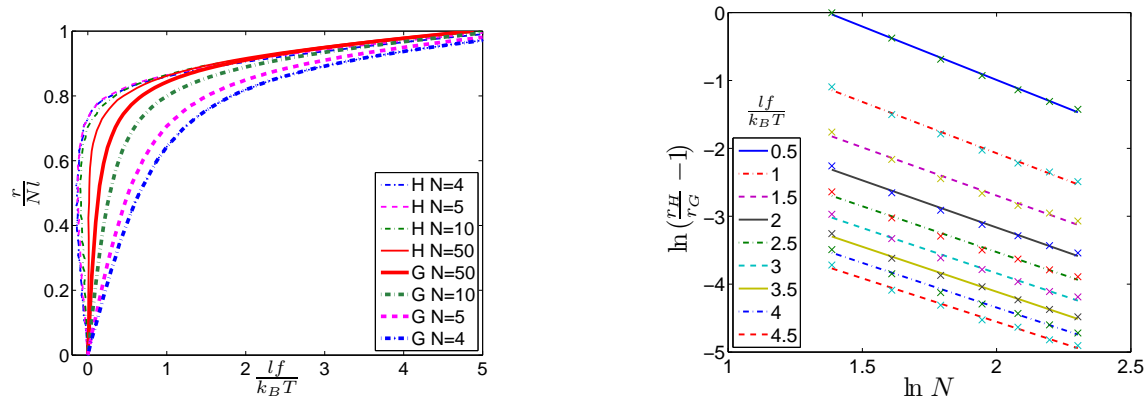 1
0.8
0.6
0.4
0.2
0
r/Nl
0 1 2 3 4 5
lf/k_BT
H N=4
H N=5
H N=10
H N=50
G N=50
G N=10
G N=5
G N=4
0
−1
−2
−3
−4
−5
ln(r_H/r_G −1)
1 1.5 2 2.5
ln N
lf/k_BT
0.5
1
1.5
2
2.5
3
3.5
4
4.5